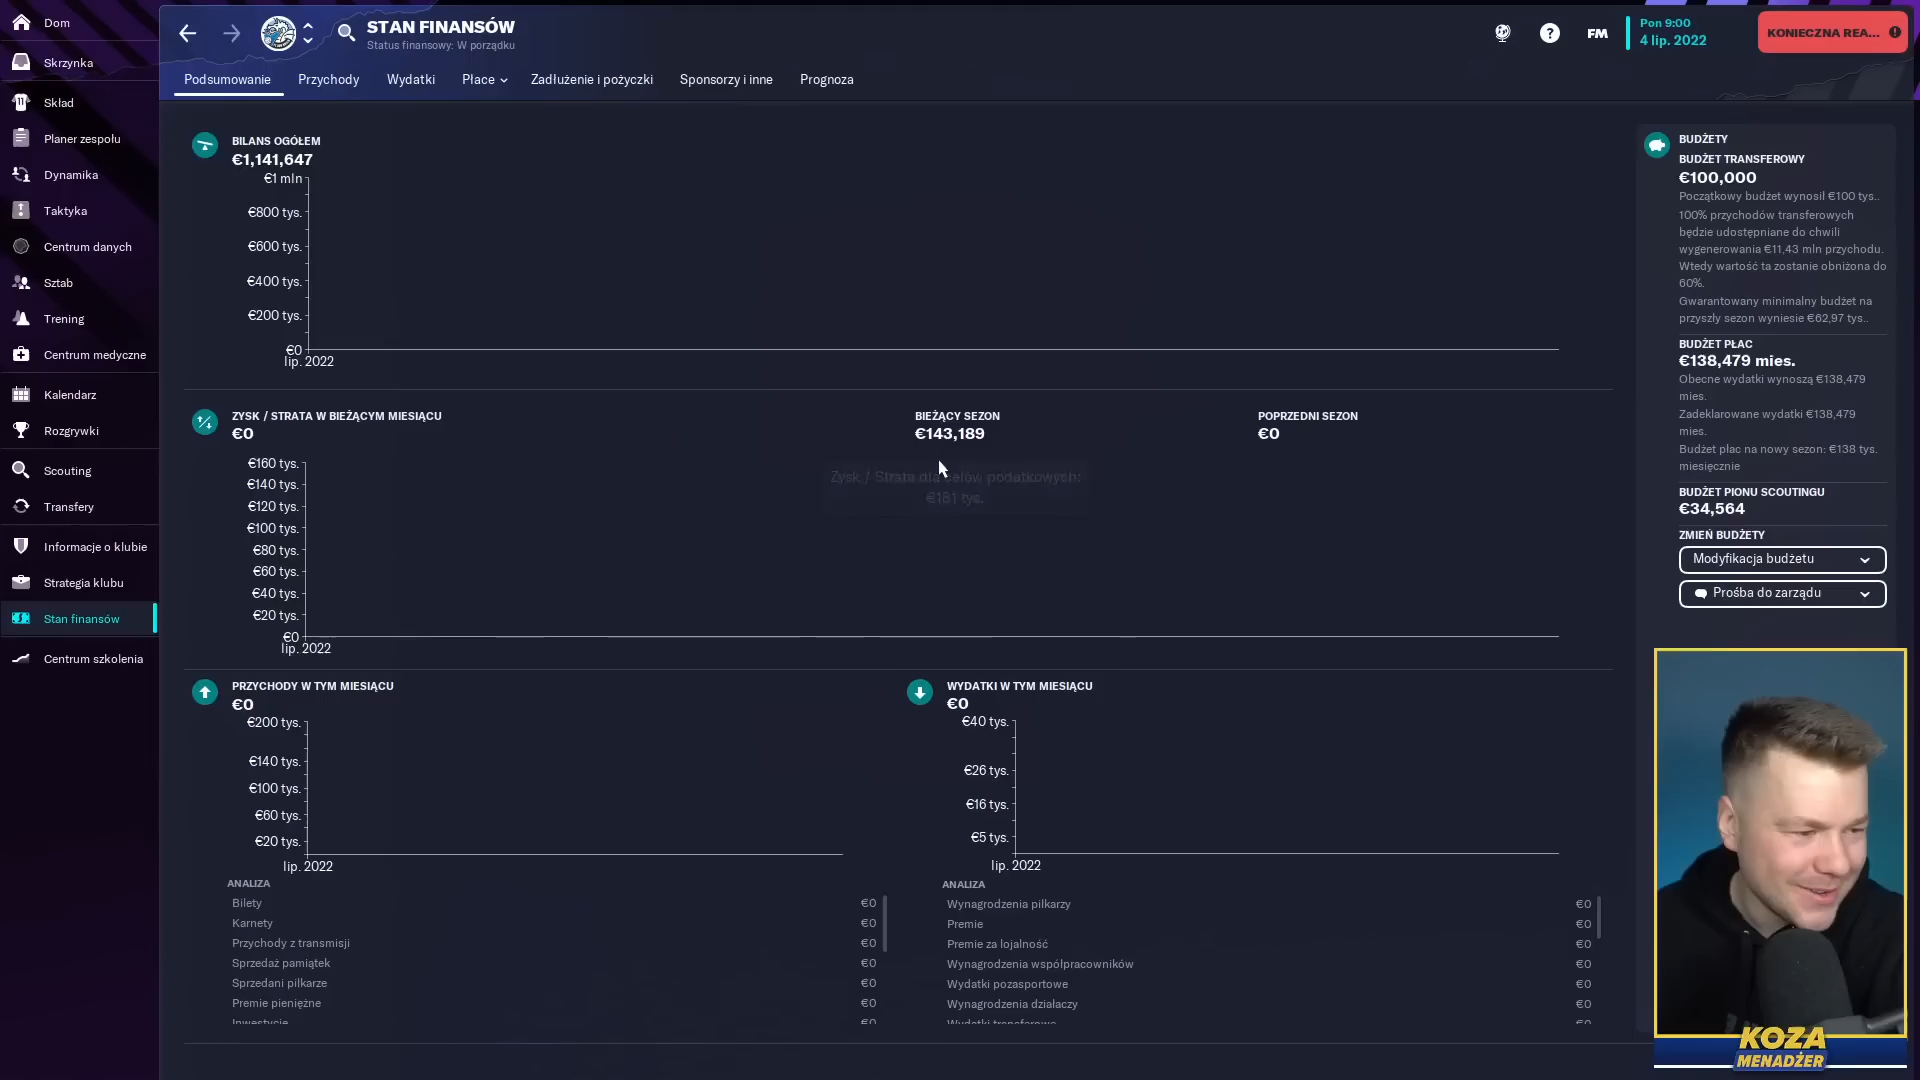 Dom
Skrzynka
Skład
Planer zespołu
Dynamika
Taktyka
Centrum danych
Sztab
Trening
Centrum medyczne
Kalendarz
Rozgrywki
Scouting
Transfery
Informacje o klubie
Strategia klubu
Stan finansów
Centrum szkolenia
STAN FINANSÓW
Status finansowy: W porządku
?
FM
Pon 9:00
4 lip. 2022
KONIECZNA REA...
Podsumowanie
Przychody
Wydatki
Płace
Zadłużenie i pożyczki
Sponsorzy i inne
Prognoza
BILANS OGÓŁEM
€1,141,647
€1 mln
€800 tys.
€600 tys.
€400 tys.
€200 tys.
€0
lip. 2022
ZYSK / STRATA W BIEŻĄCYM MIESIĄCU
€0
BIEŻĄCY SEZON
€143,189
POPRZEDNI SEZON
€0
Zysk / Strata dla celów podatkowych:
€181 tys.
€160 tys.
€140 tys.
€120 tys.
€100 tys.
€80 tys.
€60 tys.
€40 tys.
€20 tys.
€0
lip. 2022
PRZYCHODY W TYM MIESIĄCU
€0
€200 tys.
€140 tys.
€100 tys.
€60 tys.
€20 tys.
lip. 2022
ANALIZA
Bilety €0
Karnety €0
Przychody z transmisji €0
Sprzedaż pamiątek €0
Sprzedani piłkarze €0
Premie pieniężne €0
Inwestycje €0
WYDATKI W TYM MIESIĄCU
€0
€40 tys.
€26 tys.
€16 tys.
€5 tys.
lip. 2022
ANALIZA
Wynagrodzenia piłkarzy €0
Premie €0
Premie za lojalność €0
Wynagrodzenia współpracowników €0
Wydatki pozasportowe €0
Wynagrodzenia działaczy €0
Wydatki transferowe €0
BUDŻETY
BUDŻET TRANSFEROWY
€100,000
Początkowy budżet wynosił €100 tys..
100% przychodów transferowych
będzie udostępniane do chwili
wygenerowania €11,43 mln przychodu.
Wtedy wartość ta zostanie obniżona do
60%.
Gwarantowany minimalny budżet na
przyszły sezon wyniesie €62,97 tys..
BUDŻET PŁAC
€138,479 mies.
Obecne wydatki wynoszą €138,479
mies.
Zadeklarowane wydatki €138,479
mies.
Budżet płac na nowy sezon: €138 tys.
miesięcznie
BUDŻET PIONU SCOUTINGU
€34,564
ZMIEŃ BUDŻETY
Modyfikacja budżetu
Prośba do zarządu
KOZA
MENADŻER